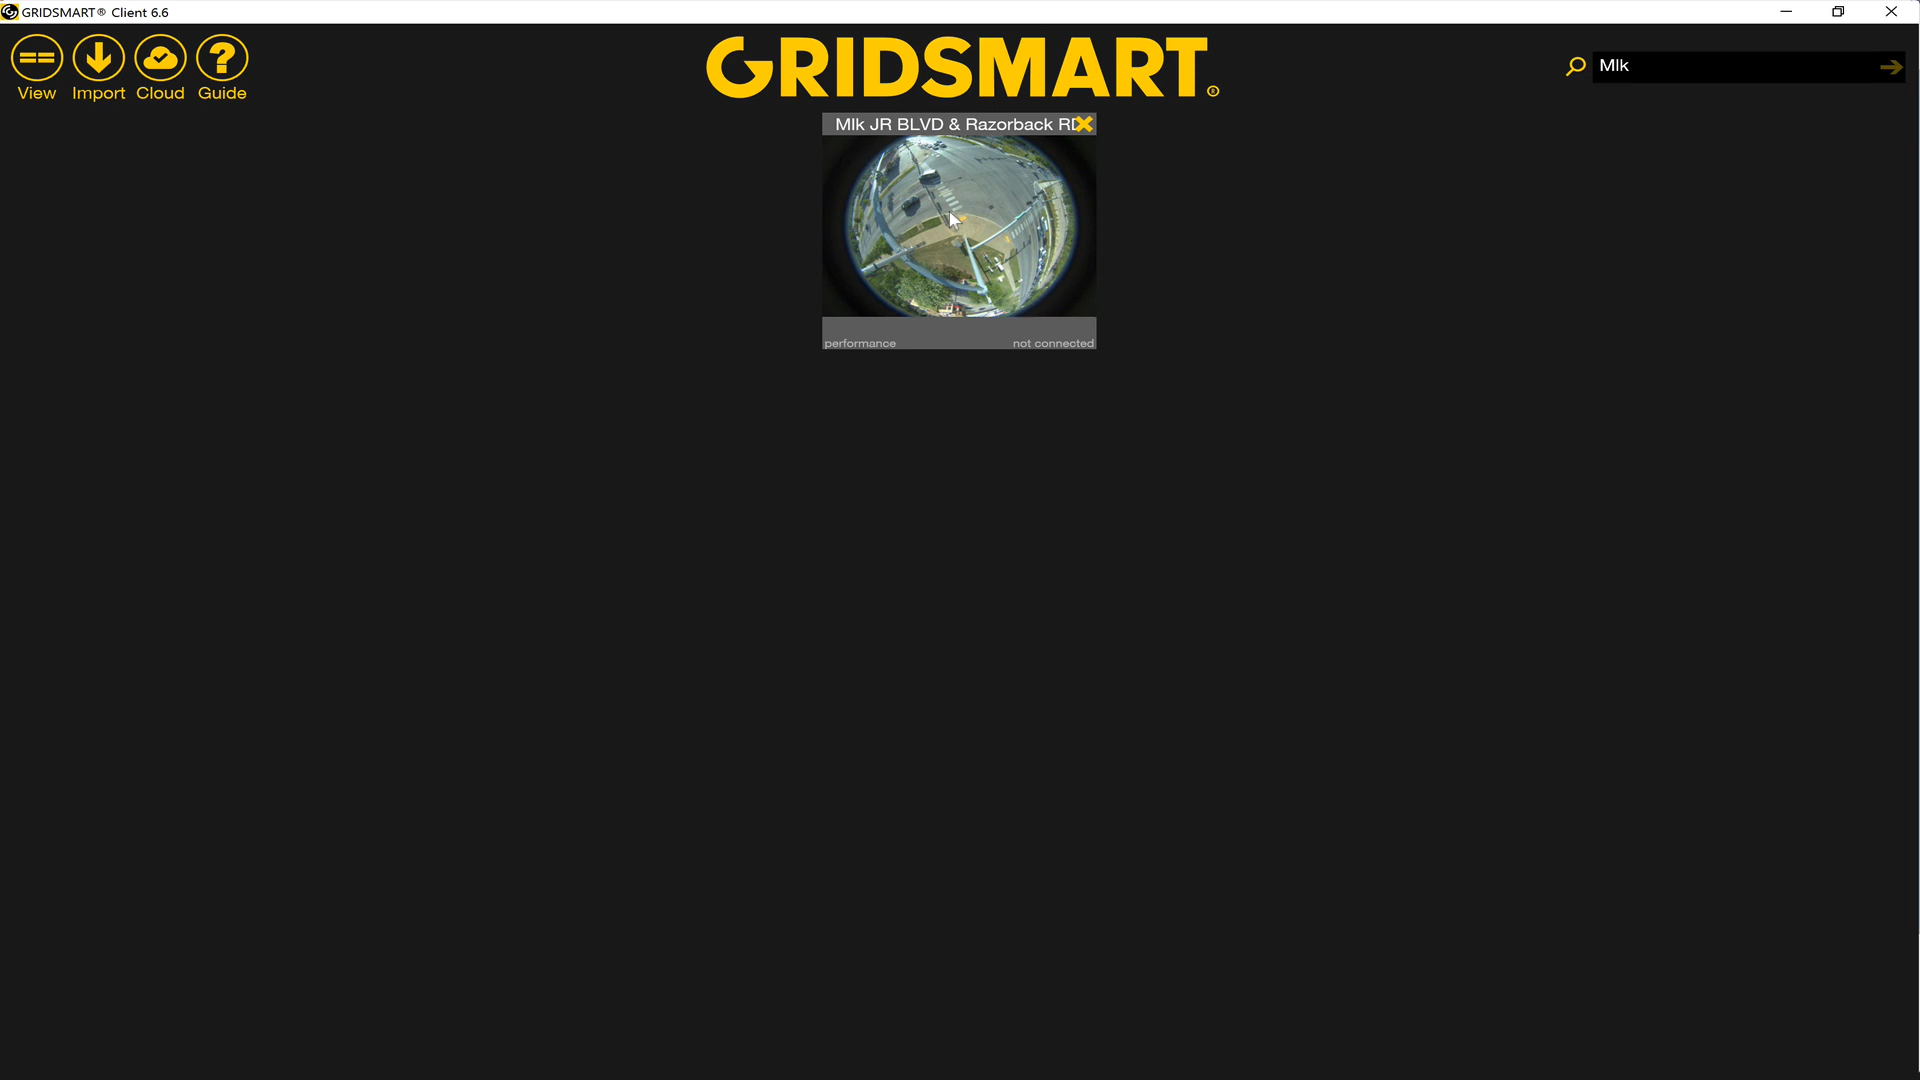 GRIDSMART® Client 6.6
View Import Cloud Guide
GRIDSMART®
Mlk
Mlk JR BLVD & Razorback RD
performance not connected